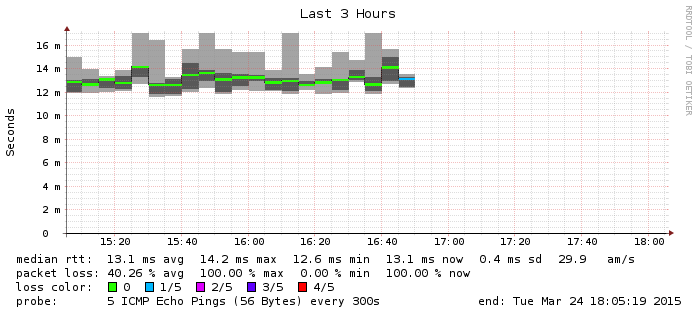 Last 3 Hours
RRDTOOL / TOBI OETIKER
Seconds
16 m
14 m
12 m
10 m
8 m
6 m
4 m
2 m
0
15:20 15:40 16:00 16:20 16:40 17:00 17:20 17:40 18:00
median rtt: 13.1 ms avg 14.2 ms max 12.6 ms min 13.1 ms now 0.4 ms sd 29.9 am/s
packet loss: 40.26 % avg 100.00 % max 0.00 % min 100.00 % now
loss color: 0 1/5 2/5 3/5 4/5
probe: 5 ICMP Echo Pings (56 Bytes) every 300s end: Tue Mar 24 18:05:19 2015